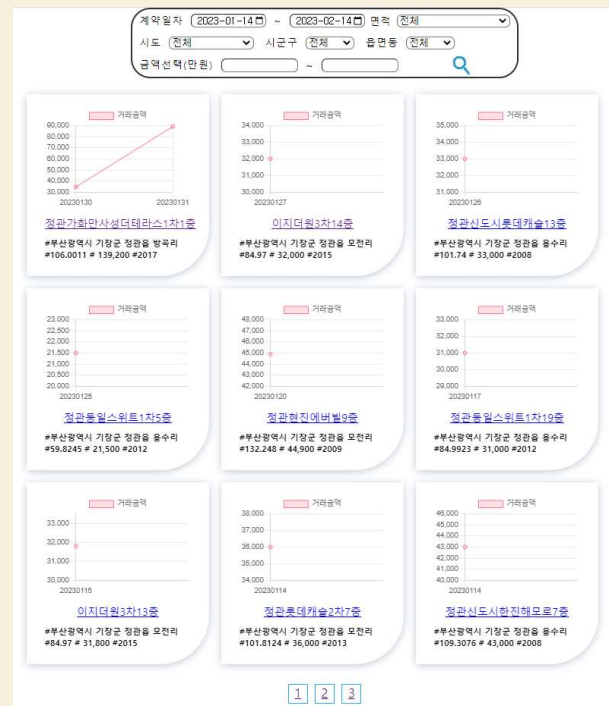 계약일자 2023-01-14 ~ 2023-02-14 면적 전체
시도 전체 시군구 전체 읍면동 전체
금액선택(만원) ~
거래금액
90,000
80,000
70,000
60,000
50,000
40,000
30,000
20230130 20230131
정관가화만사성더테라스1차1층
#부산광역시 기장군 정관읍 방곡리
#106.0011 # 139,200 #2017
거래금액
34,000
33,000
32,000
31,000
30,000
20230127
이지더원3차14층
#부산광역시 기장군 정관읍 모전리
#84.97 # 32,000 #2015
거래금액
35,000
34,000
33,000
32,000
31,000
20230126
정관신도시롯데캐슬13층
#부산광역시 기장군 정관읍 용수리
#101.74 # 33,000 #2008
거래금액
23,000
22,500
22,000
21,500
21,000
20,500
20,000
20230125
정관동일스위트1차5층
#부산광역시 기장군 정관읍 용수리
#59.8245 # 21,500 #2012
거래금액
48,000
47,000
46,000
45,000
44,000
43,000
42,000
20230120
정관현진에버빌9층
#부산광역시 기장군 정관읍 모전리
#132.248 # 44,900 #2009
거래금액
33,000
32,000
31,000
30,000
29,000
20230117
정관동일스위트1차19층
#부산광역시 기장군 정관읍 용수리
#84.9923 # 31,000 #2012
거래금액
33,000
32,000
31,000
30,000
20230115
이지더원3차13층
#부산광역시 기장군 정관읍 모전리
#84.97 # 31,800 #2015
거래금액
38,000
37,000
36,000
35,000
34,000
20230114
정관롯데캐슬2차7층
#부산광역시 기장군 정관읍 모전리
#101.8124 # 36,000 #2013
거래금액
46,000
45,000
44,000
43,000
42,000
41,000
40,000
20230114
정관신도시한진해모로7층
#부산광역시 기장군 정관읍 용수리
#109.3076 # 43,000 #2008
1 2 3